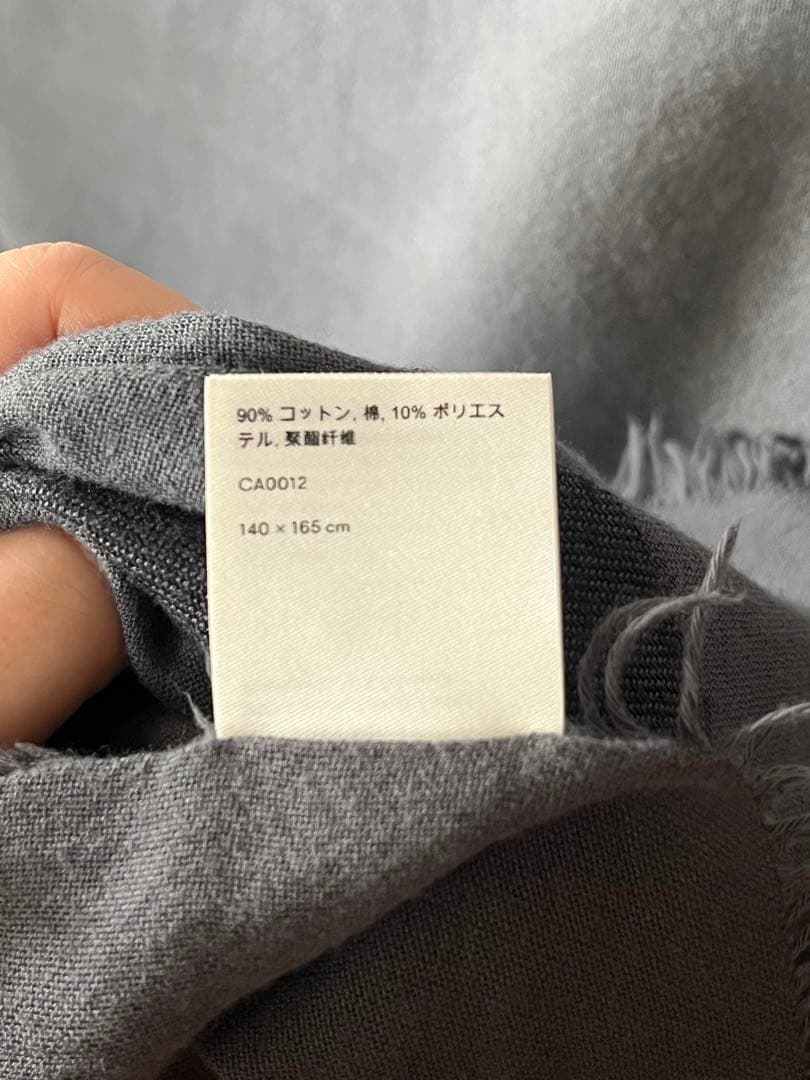 90% コットン, 棉, 10% ポリエス
テル, 聚酯纤维
CA0012
140 × 165 cm